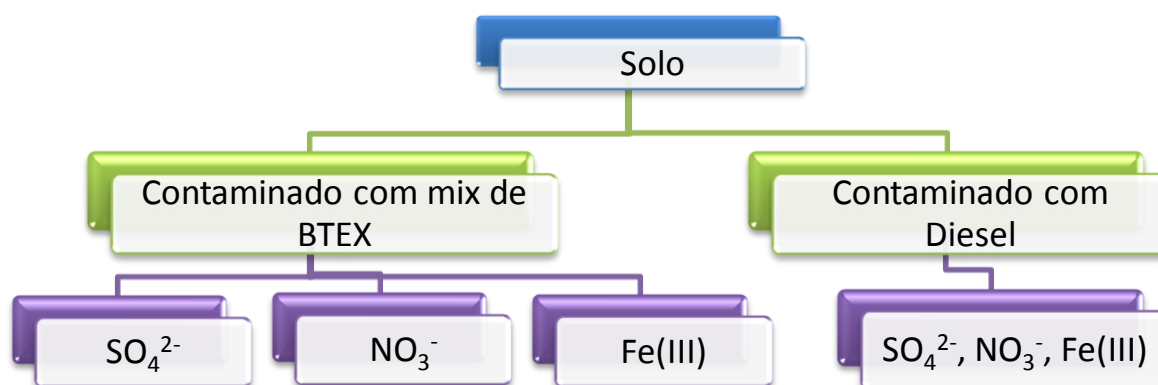 Solo
Contaminado com mix de
BTEX
Contaminado com
Diesel
SO₄²⁻
NO₃⁻
Fe(III)
SO₄²⁻, NO₃⁻, Fe(III)